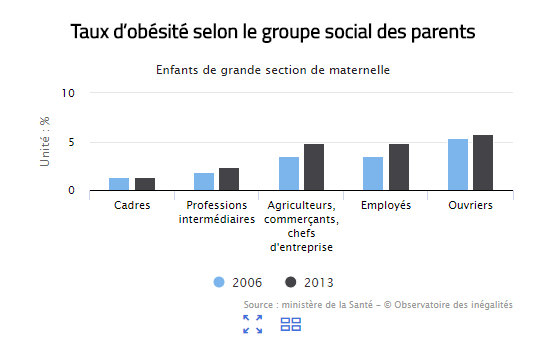 Taux d’obésité selon le groupe social des parents
Enfants de grande section de maternelle
Unité : %
10
5
0
Cadres
Professions
intermédiaires
Agriculteurs,
commerçants,
chefs
d'entreprise
Employés
Ouvriers
2006
2013
Source : ministère de la Santé - © Observatoire des inégalités